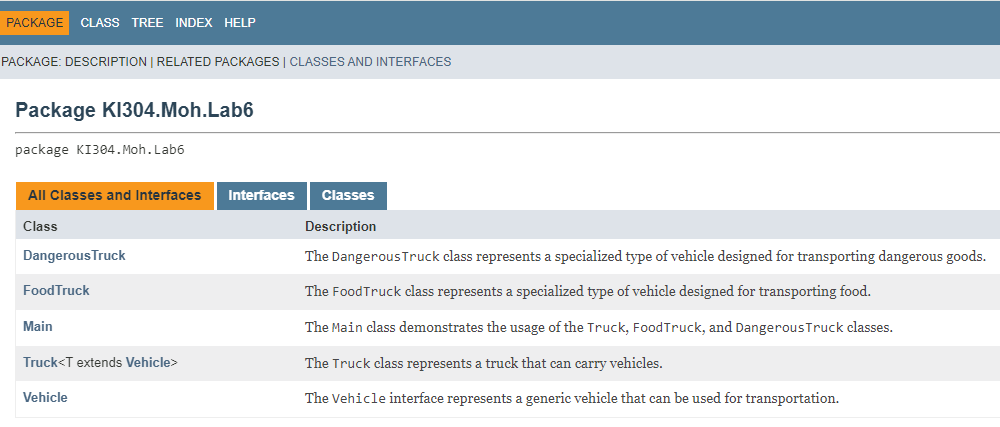 PACKAGE CLASS TREE INDEX HELP
PACKAGE: DESCRIPTION | RELATED PACKAGES | CLASSES AND INTERFACES
Package KI304.Moh.Lab6
package KI304.Moh.Lab6
All Classes and Interfaces Interfaces Classes
Class Description
DangerousTruck The DangerousTruck class represents a specialized type of vehicle designed for transporting dangerous goods.
FoodTruck The FoodTruck class represents a specialized type of vehicle designed for transporting food.
Main The Main class demonstrates the usage of the Truck, FoodTruck, and DangerousTruck classes.
Truck<T extends Vehicle> The Truck class represents a truck that can carry vehicles.
Vehicle The Vehicle interface represents a generic vehicle that can be used for transportation.